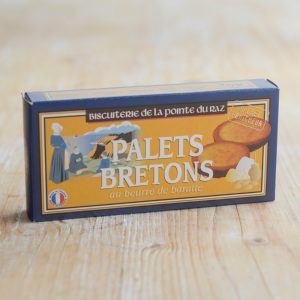 BISCUITERIE DE LA POINTE DU RAZ
PALETS
BRETONS
au beurre de baratte